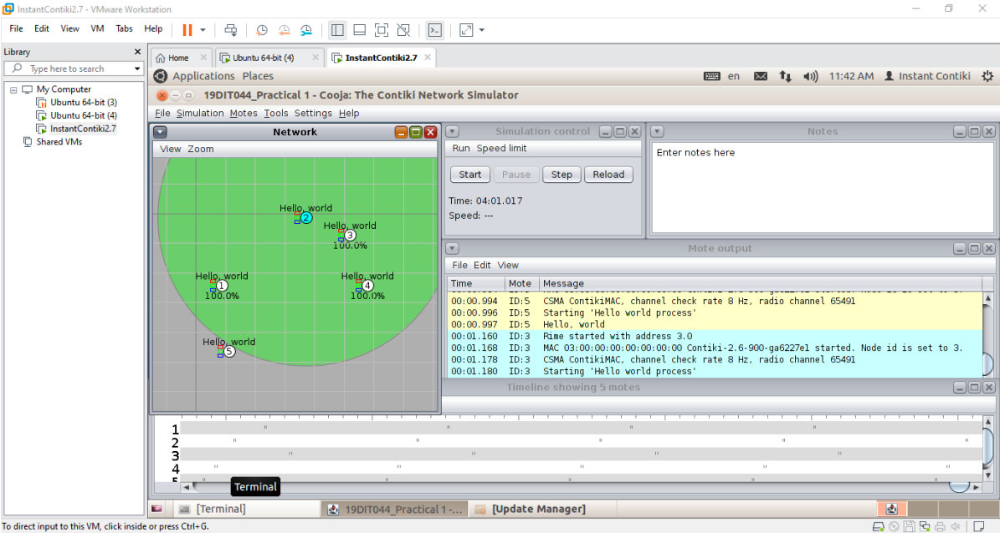 InstantContiki2.7 - VMware Workstation
File Edit View VM Tabs Help
Library
Type here to search
My Computer
Ubuntu 64-bit (3)
Ubuntu 64-bit (4)
InstantContiki2.7
Shared VMs
Home Ubuntu 64-bit (4) InstantContiki2.7
Applications Places en 11:42 AM Instant Contiki
19DIT044_Practical 1 - Cooja: The Contiki Network Simulator
File Simulation Motes Tools Settings Help
Network
View Zoom
Hello, world
2
Hello, world
3
100.0%
Hello, world
1
100.0%
Hello, world
4
100.0%
Hello, world
5
Simulation control
Run Speed limit
Start Pause Step Reload
Time: 04:01.017
Speed: ---
Notes
Enter notes here
Mote output
File Edit View
Time Mote Message
00:00.994 ID:5 CSMA ContikiMAC, channel check rate 8 Hz, radio channel 65491
00:00.996 ID:5 Starting 'Hello world process'
00:00.997 ID:5 Hello, world
00:01.160 ID:3 Rime started with address 3.0
00:01.168 ID:3 MAC 03:00:00:00:00:00:00:00 Contiki-2.6-900-ga6227e1 started. Node id is set to 3.
00:01.178 ID:3 CSMA ContikiMAC, channel check rate 8 Hz, radio channel 65491
00:01.180 ID:3 Starting 'Hello world process'
Timeline showing 5 motes
1
2
3
4
5
Terminal
[Terminal] 19DIT044_Practical 1 -... [Update Manager]
To direct input to this VM, click inside or press Ctrl+G.